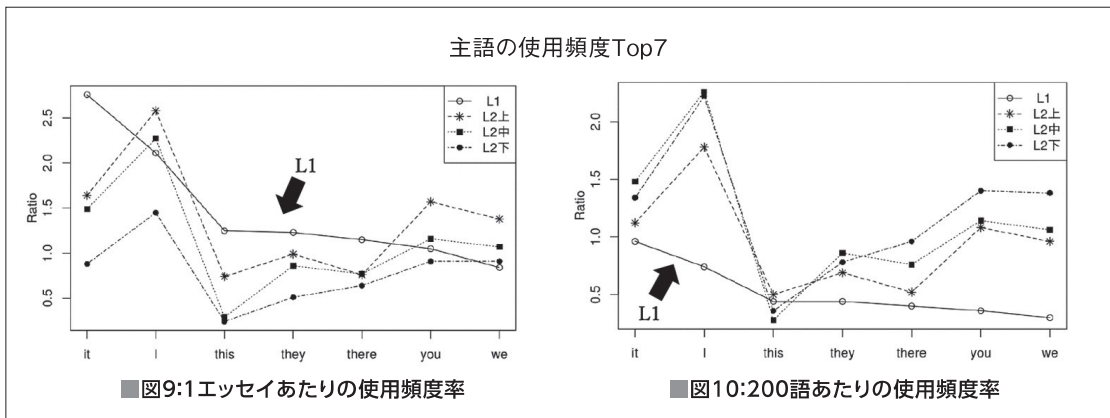 主語の使用頻度Top7
Ratio
2.5
2.0
1.5
1.0
0.5
it I this they there you we
L1
L2上
L2中
L2下
L1
■図9:1エッセイあたりの使用頻度率
Ratio
2.0
1.5
1.0
0.5
it I this they there you we
L1
L2上
L2中
L2下
L1
■図10:200語あたりの使用頻度率